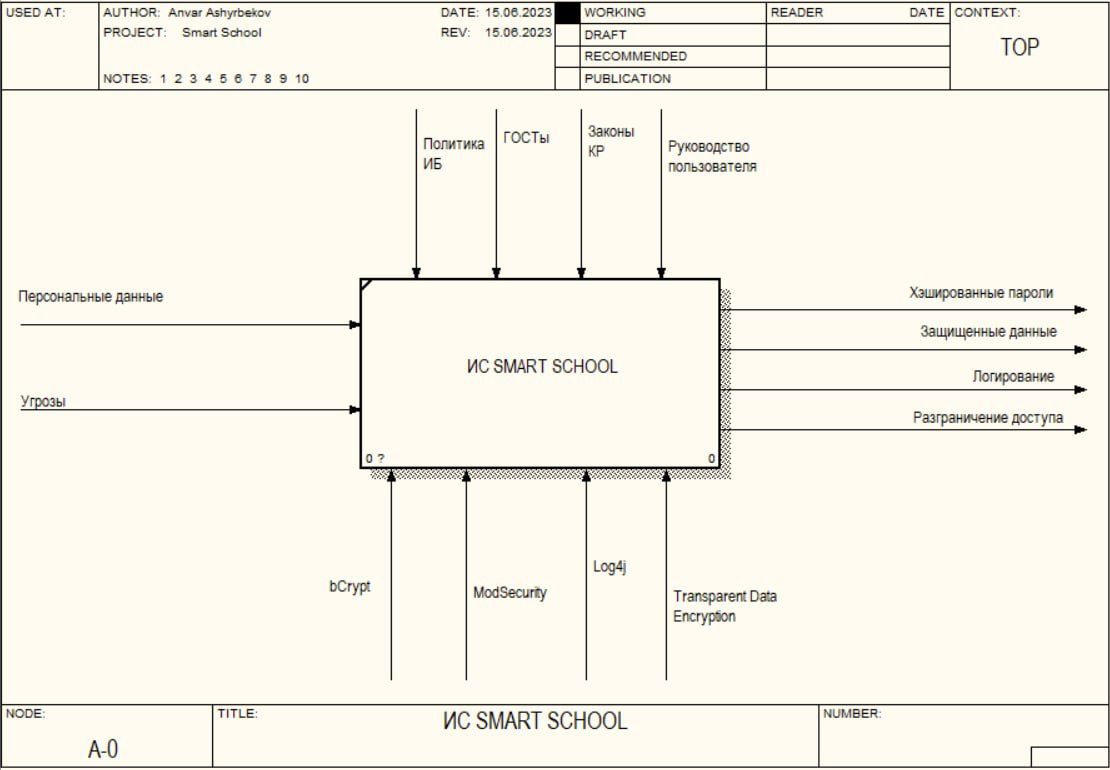 USED AT:
AUTHOR: Anvar Ashyrbekov
DATE: 15.06.2023
PROJECT: Smart School
REV: 15.06.2023
NOTES: 1 2 3 4 5 6 7 8 9 10
WORKING
DRAFT
RECOMMENDED
PUBLICATION
READER
DATE
CONTEXT:
TOP
Политика
ИБ
ГОСТы
Законы
КР
Руководство
пользователя
Персональные данные
Угрозы
ИС SMART SCHOOL
0 ?
0
Хэшированные пароли
Защищенные данные
Логирование
Разграничение доступа
bCrypt
ModSecurity
Log4j
Transparent Data
Encryption
NODE:
A-0
TITLE:
ИС SMART SCHOOL
NUMBER: